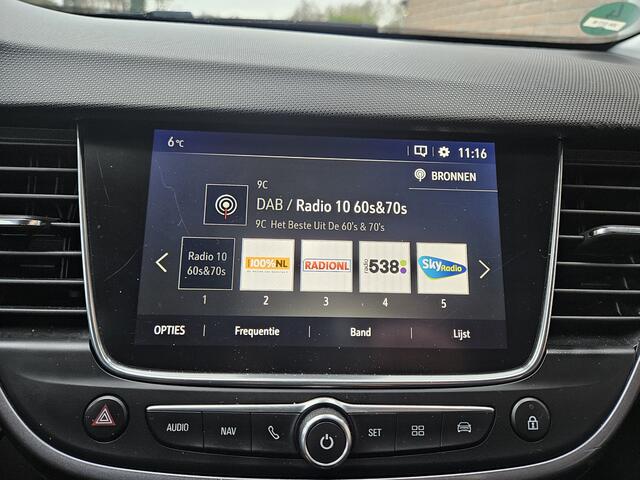 6 °C
11:16
BRONNEN
9C
DAB / Radio 10 60s&70s
9C Het Beste Uit De 60's & 70's
Radio 10 60s&70s
100%NL
RADIONL
radio 538
Sky Radio
1 2 3 4 5
OPTIES Frequentie Band Lijst
AUDIO NAV SET